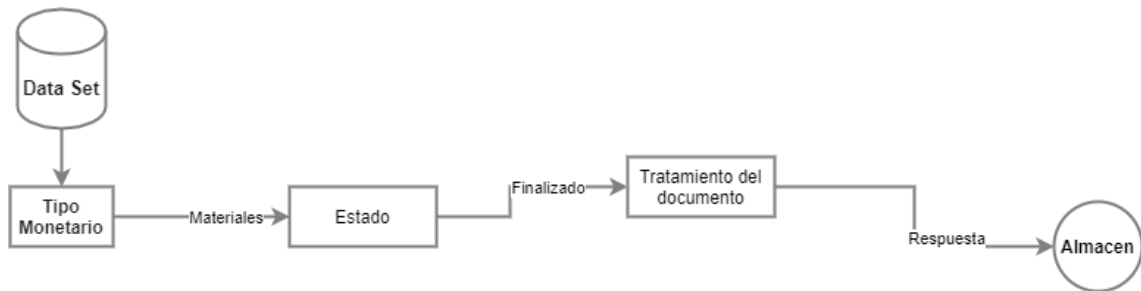 Data Set
Tipo
Monetario
Materiales
Estado
Finalizado
Tratamiento del
documento
Respuesta
Almacen